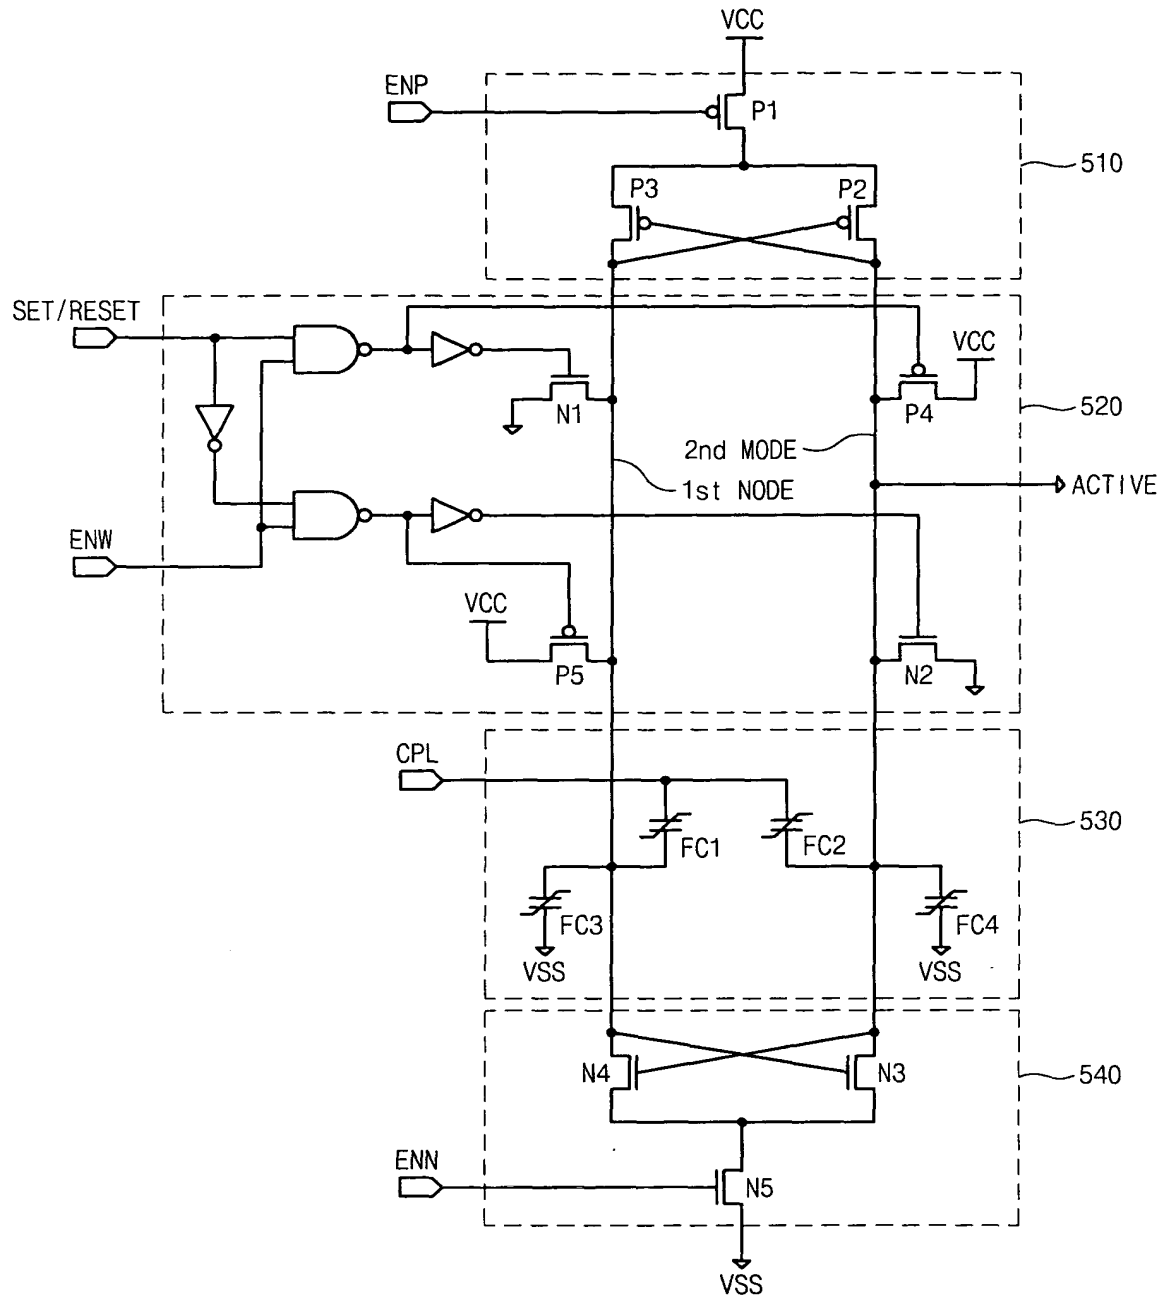 VCC
ENP
P1
510
P3
P2
SET/RESET
VCC
N1
P4
520
2nd MODE
1st NODE
ACTIVE
ENW
VCC
P5
N2
CPL
FC1
FC2
530
FC3
FC4
VSS
VSS
N4
N3
540
ENN
N5
VSS